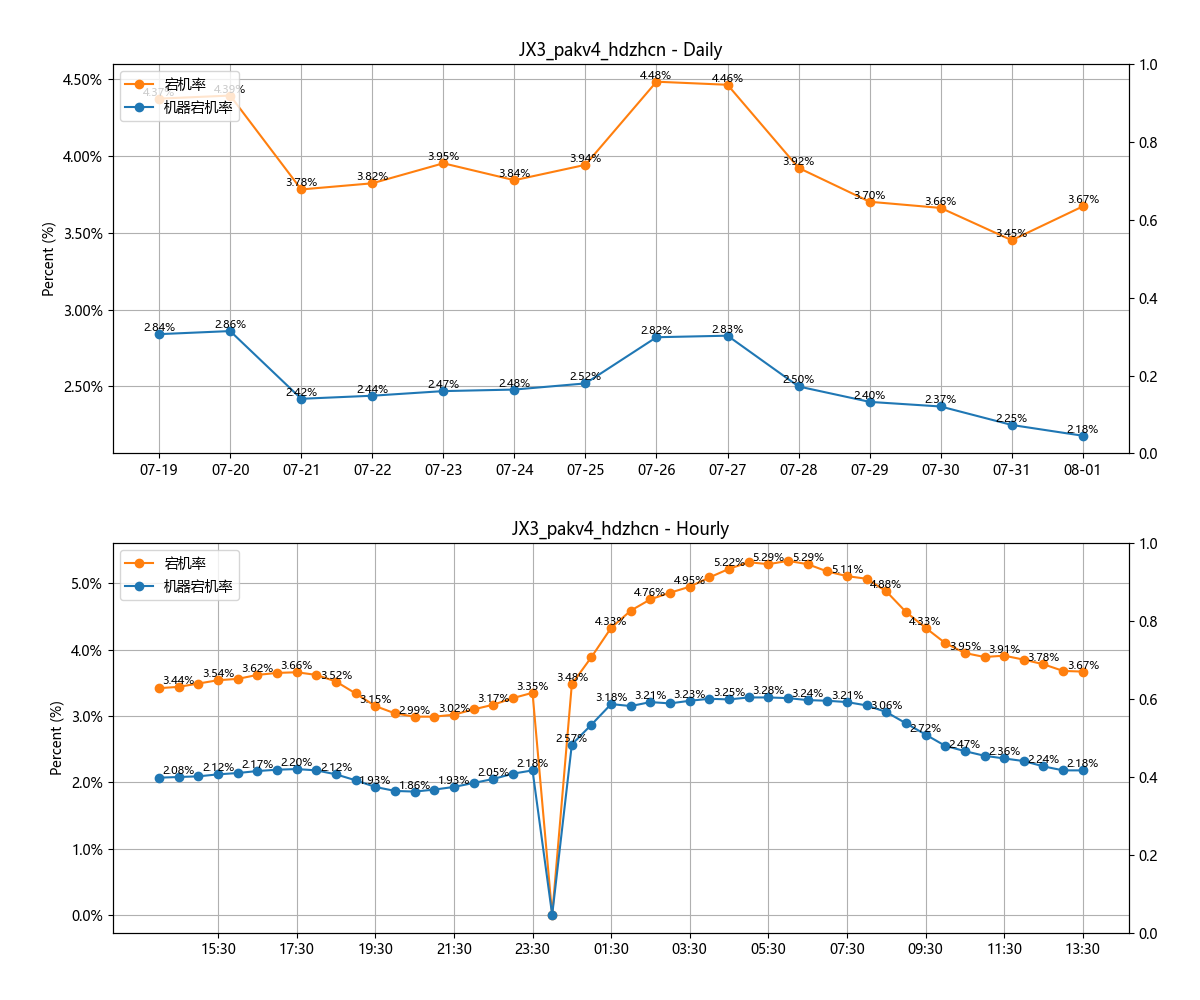 JX3_pakv4_hdzhcn - Daily
宕机率
机器宕机率
4.37% 4.39% 3.78% 3.82% 3.95% 3.84% 3.94% 4.48% 4.46% 3.92% 3.70% 3.66% 3.45% 3.67%
2.84% 2.86% 2.42% 2.44% 2.47% 2.48% 2.52% 2.82% 2.83% 2.50% 2.40% 2.37% 2.25% 2.18%
4.50%
4.00%
3.50%
3.00%
2.50%
Percent (%)
1.0
0.8
0.6
0.4
0.2
0.0
07-19 07-20 07-21 07-22 07-23 07-24 07-25 07-26 07-27 07-28 07-29 07-30 07-31 08-01
JX3_pakv4_hdzhcn - Hourly
宕机率
机器宕机率
3.44% 3.54% 3.62% 3.66% 3.52% 3.15% 2.99% 3.02% 3.17% 3.35% 3.48% 4.33% 4.76% 4.95% 5.22% 5.29% 5.29% 5.11% 4.88% 4.33% 3.95% 3.91% 3.78% 3.67%
2.08% 2.12% 2.17% 2.20% 2.12% 1.93% 1.86% 1.93% 2.05% 2.18% 2.57% 3.18% 3.21% 3.23% 3.25% 3.28% 3.24% 3.21% 3.06% 2.72% 2.47% 2.36% 2.24% 2.18%
5.0%
4.0%
3.0%
2.0%
1.0%
0.0%
Percent (%)
1.0
0.8
0.6
0.4
0.2
0.0
15:30 17:30 19:30 21:30 23:30 01:30 03:30 05:30 07:30 09:30 11:30 13:30